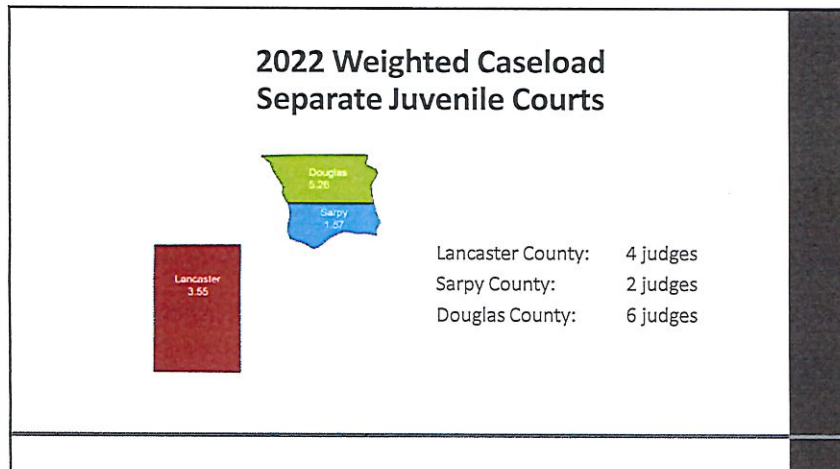 2022 Weighted Caseload
Separate Juvenile Courts
Douglas
5.26
Sarpy
1.57
Lancaster
3.55
Lancaster County: 4 judges
Sarpy County: 2 judges
Douglas County: 6 judges